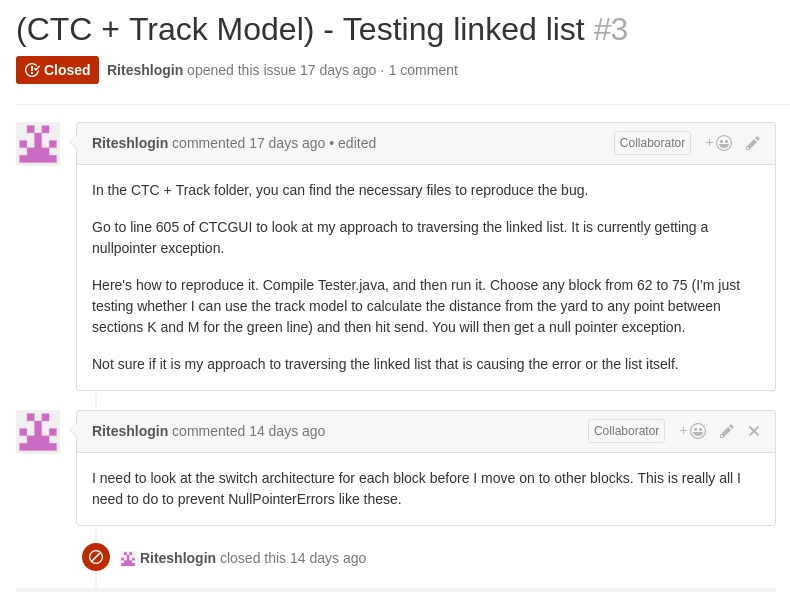 (CTC + Track Model) - Testing linked list #3
Closed Riteshlogin opened this issue 17 days ago · 1 comment
Riteshlogin commented 17 days ago • edited Collaborator +
In the CTC + Track folder, you can find the necessary files to reproduce the bug.
Go to line 605 of CTCGUI to look at my approach to traversing the linked list. It is currently getting a
nullpointer exception.
Here's how to reproduce it. Compile Tester.java, and then run it. Choose any block from 62 to 75 (I'm just
testing whether I can use the track model to calculate the distance from the yard to any point between
sections K and M for the green line) and then hit send. You will then get a null pointer exception.
Not sure if it is my approach to traversing the linked list that is causing the error or the list itself.
Riteshlogin commented 14 days ago Collaborator +
I need to look at the switch architecture for each block before I move on to other blocks. This is really all I
need to do to prevent NullPointerErrors like these.
Riteshlogin closed this 14 days ago